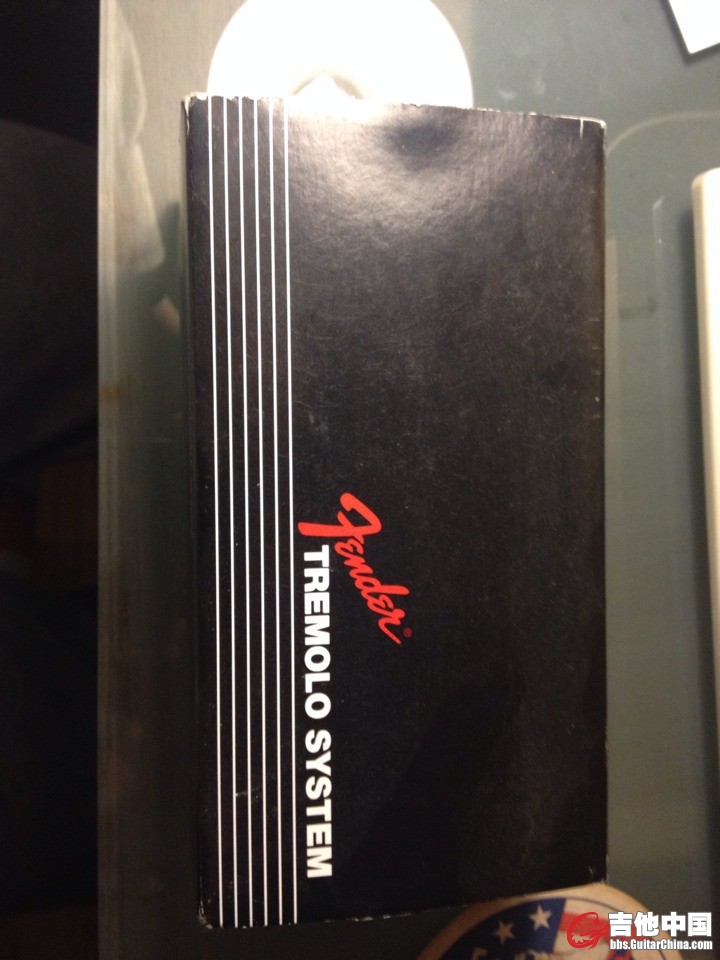 Fender®
TREMOLO SYSTEM
吉他中国
bbs.GuitarChina.com